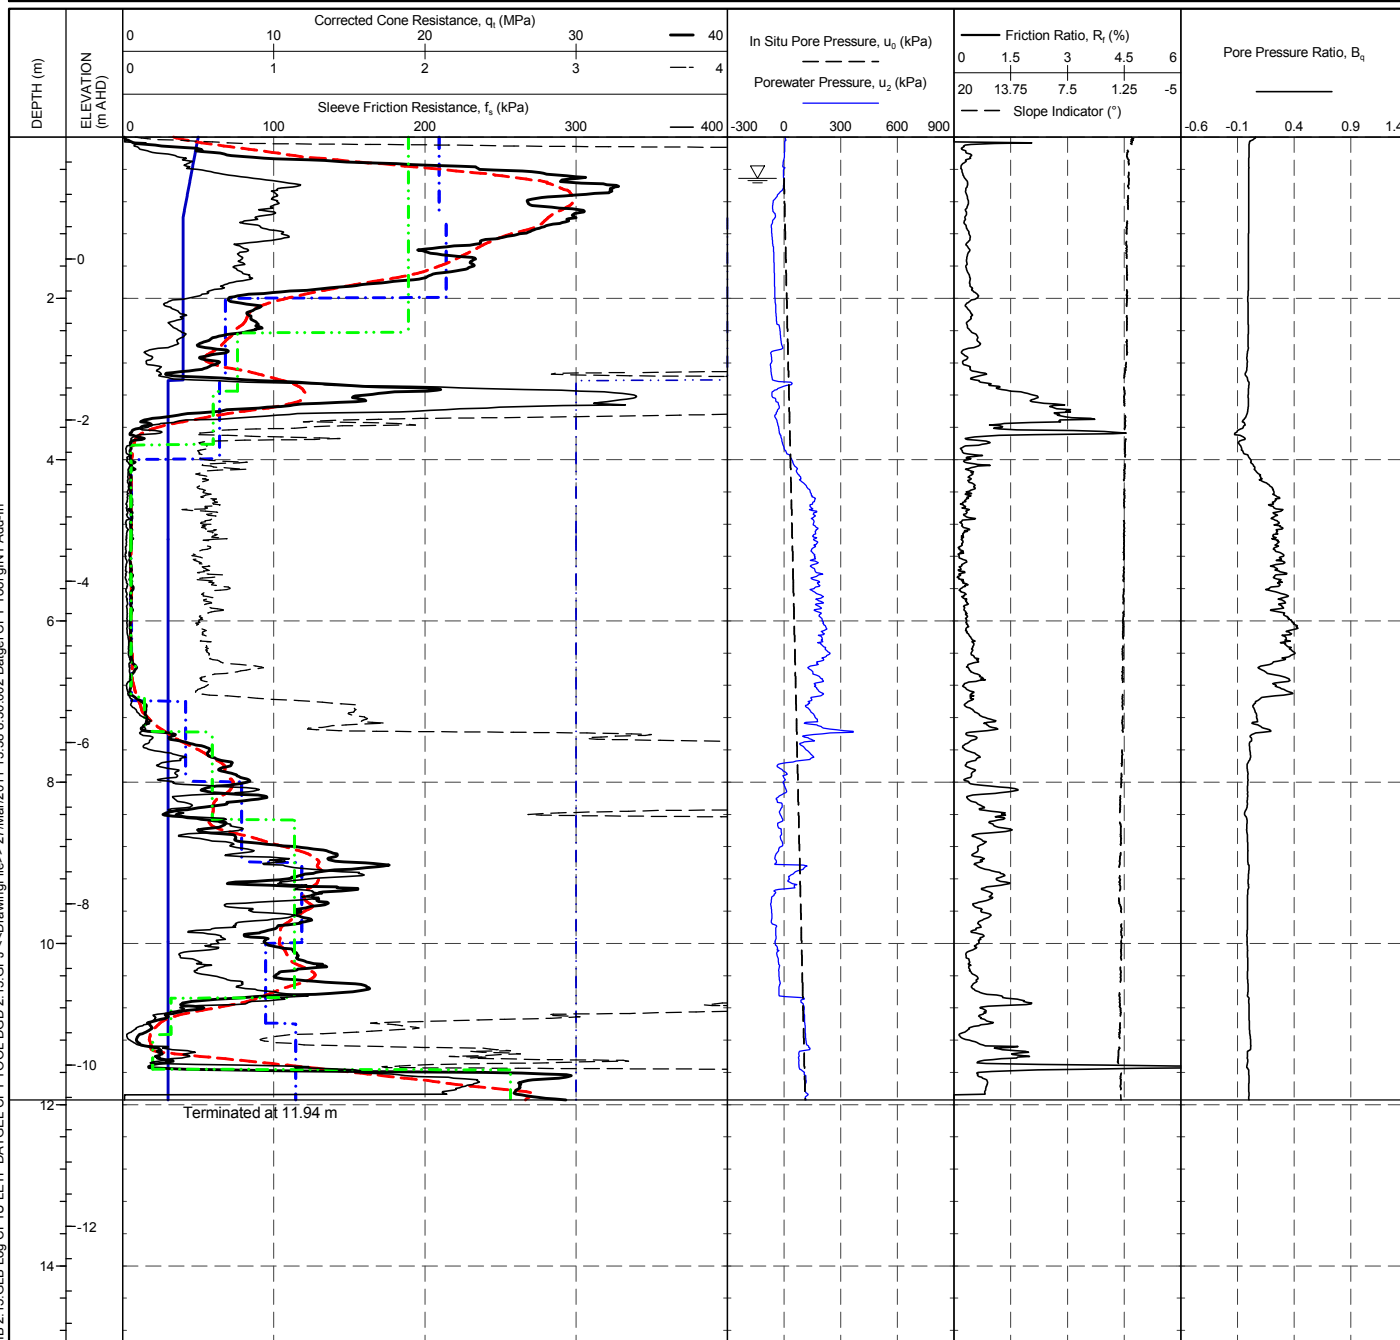 Corrected Cone Resistance, qt (MPa)
0 10 20 30 40
0 1 2 3 4
Sleeve Friction Resistance, fs (kPa)
0 100 200 300 400
DEPTH (m)
ELEVATION
(m AHD)
In Situ Pore Pressure, u0 (kPa)
Porewater Pressure, u2 (kPa)
-300 0 300 600 900
Friction Ratio, Rf (%)
0 1.5 3 4.5 6
20 13.75 7.5 1.25 -5
Slope Indicator (°)
Pore Pressure Ratio, Bq
-0.6 -0.1 0.4 0.9 1.4
0
2
-2
4
-4
6
-6
8
-8
10
-10
Terminated at 11.94 m
12
-12
14